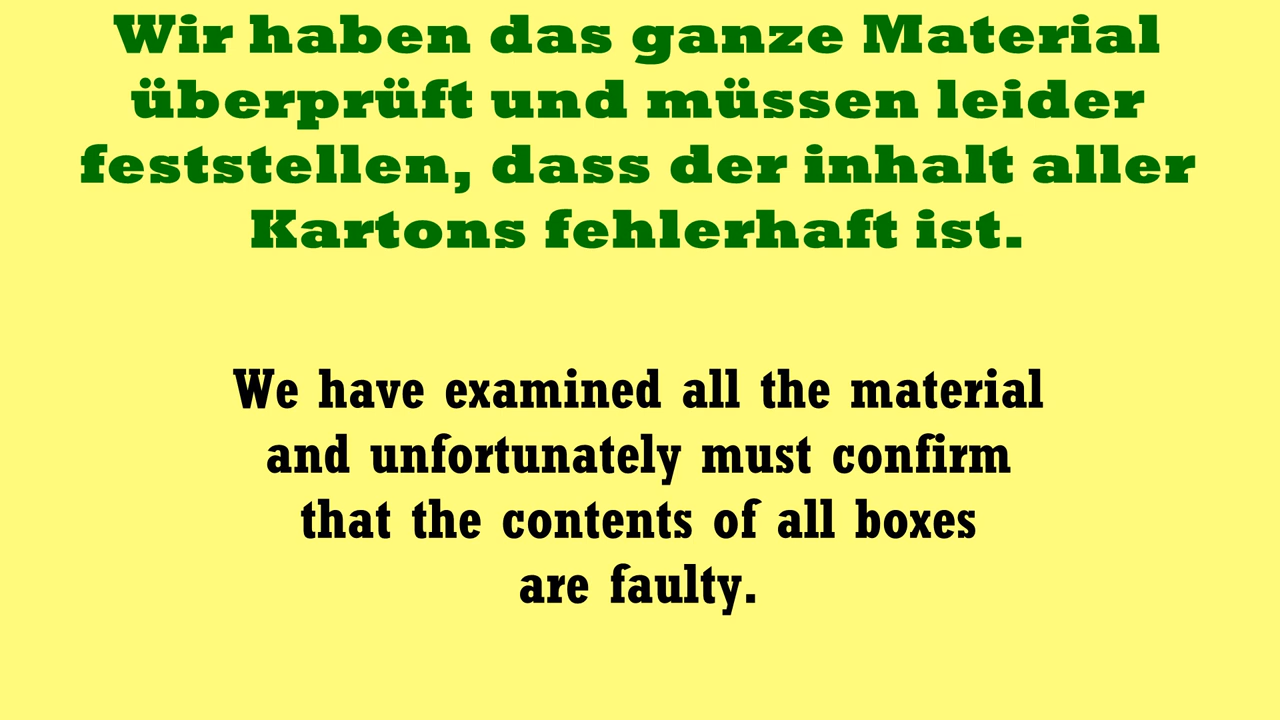 Wir haben das ganze Material
überprüft und müssen leider
feststellen, dass der inhalt aller
Kartons fehlerhaft ist.
We have examined all the material
and unfortunately must confirm
that the contents of all boxes
are faulty.